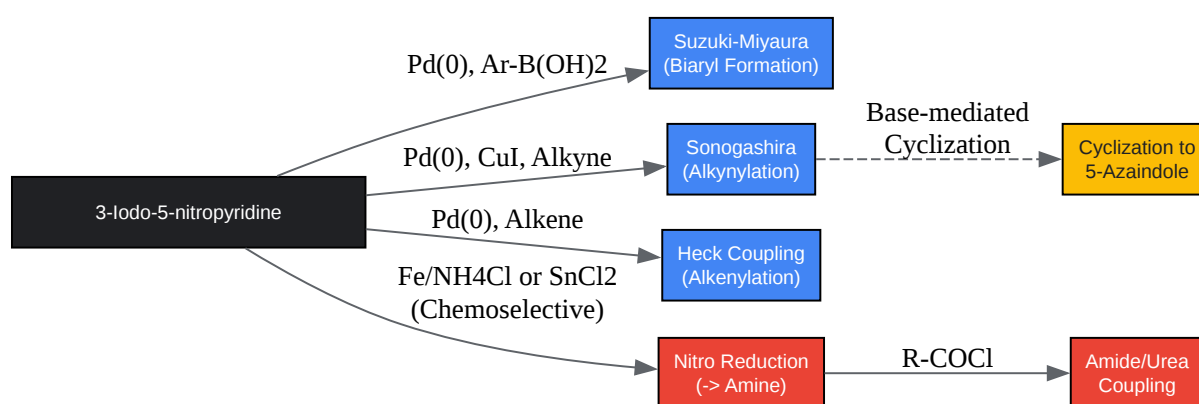 3-Iodo-5-nitropyridine
Pd(0), Ar-B(OH)2
Suzuki-Miyaura
(Biaryl Formation)
Pd(0), CuI, Alkyne
Sonogashira
(Alkynylation)
Base-mediated
Cyclization
Cyclization to
5-Azaindole
Pd(0), Alkene
Heck Coupling
(Alkenylation)
Fe/NH4Cl or SnCl2
(Chemoselective)
Nitro Reduction
(-> Amine)
R-COCl
Amide/Urea
Coupling